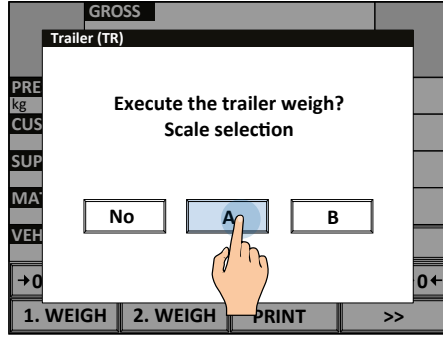 GROSS
Trailer (TR)
PRE
kg
CUS
SUP
MAT
VEH
Execute the trailer weigh?
Scale selection
No A B
→0 0←
1. WEIGH 2. WEIGH PRINT >>